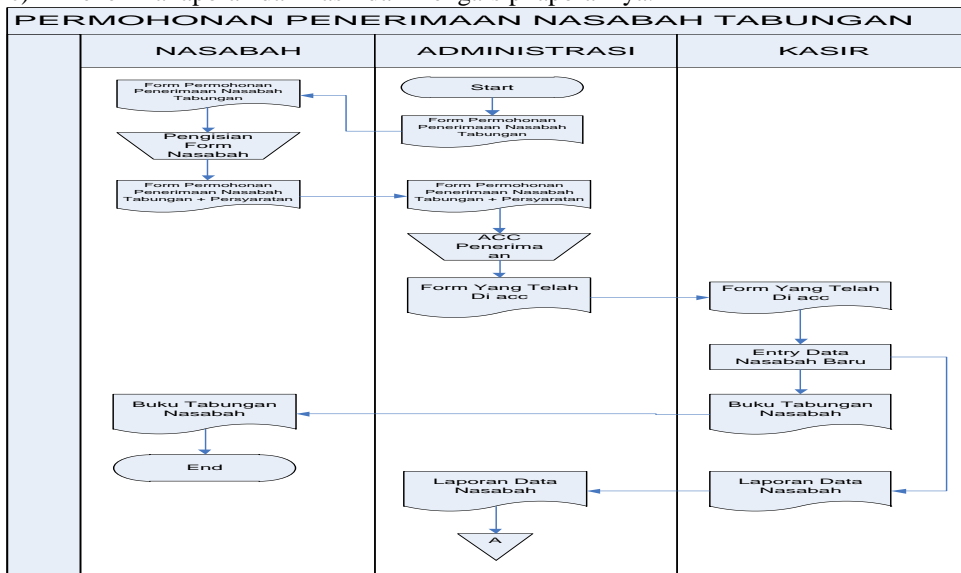 PERMOHONAN PENERIMAAN NASABAH TABUNGAN
NASABAH
ADMINISTRASI
KASIR
Start
Form Permohonan
Penerimaan Nasabah
Tabungan
Form Permohonan
Penerimaan Nasabah
Tabungan
Pengisian
Form
Nasabah
Form Permohonan
Penerimaan Nasabah
Tabungan + Persyaratan
Form Permohonan
Penerimaan Nasabah
Tabungan + Persyaratan
ACC
Penerima
an
Form Yang Telah
Di acc
Form Yang Telah
Di acc
Entry Data
Nasabah Baru
Buku Tabungan
Nasabah
Buku Tabungan
Nasabah
End
Laporan Data
Nasabah
Laporan Data
Nasabah
A